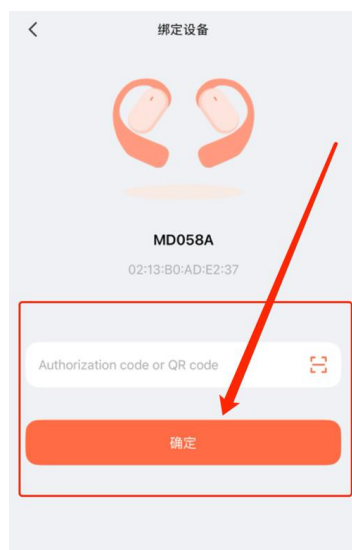 绑定设备
MD058A
02:13:B0:AD:E2:37
Authorization code or QR code
确定